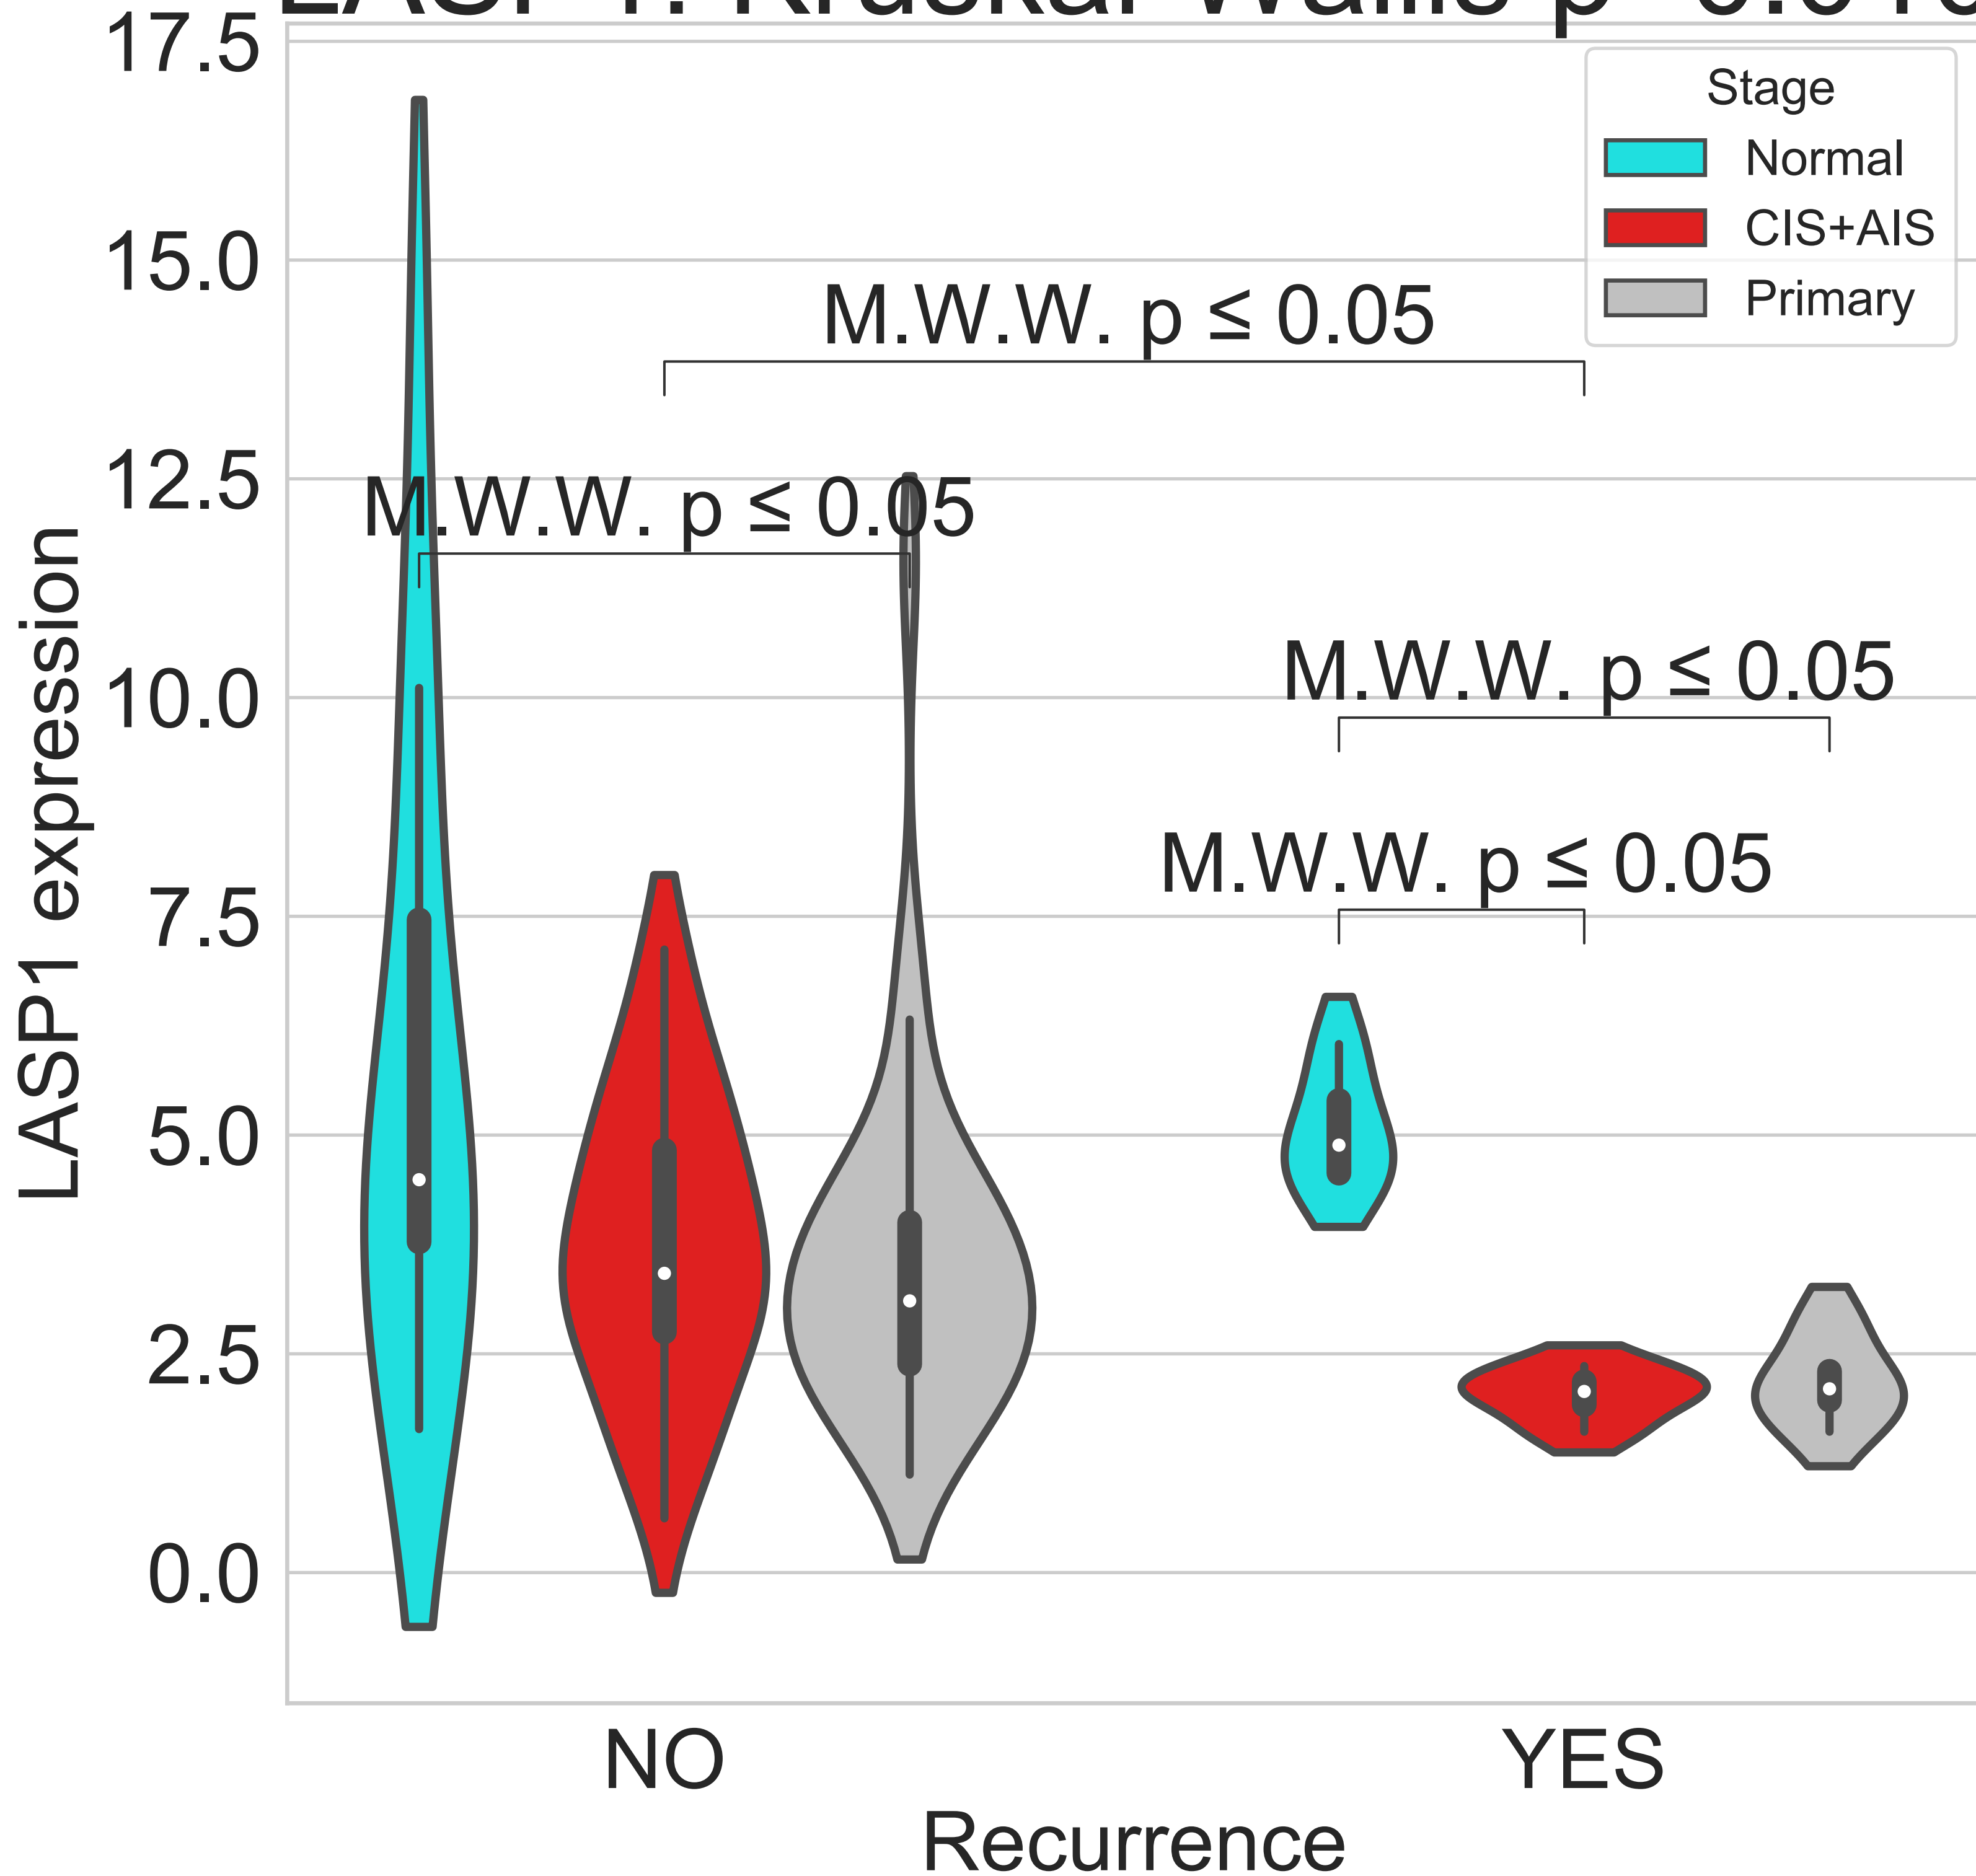 17.5
15.0
12.5
10.0
7.5
5.0
2.5
0.0
LASP1 expression
Stage
Normal
CIS+AIS
Primary
M.W.W. p ≤ 0.05
M.W.W. p ≤ 0.05
M.W.W. p ≤ 0.05
M.W.W. p ≤ 0.05
NO
YES
Recurrence